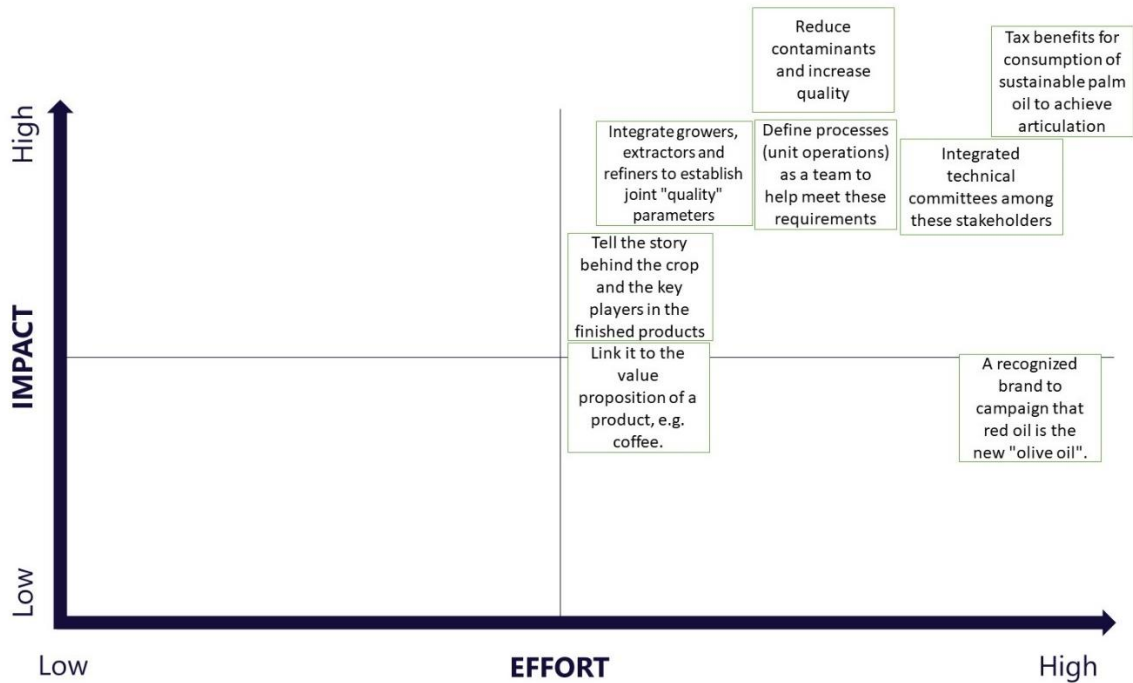 Reduce
contaminants
and increase
quality
Tax benefits for
consumption of
sustainable palm
oil to achieve
articulation
High
Integrate growers,
extractors and
refiners to establish
joint "quality"
parameters
Define processes
(unit operations)
as a team to
help meet these
requirements
Integrated
technical
committees among
these stakeholders
Tell the story
behind the crop
and the key
players in the
finished products
IMPACT
Link it to the
value
proposition of a
product, e.g.
coffee.
A recognized
brand to
campaign that
red oil is the
new "olive oil".
Low
Low
EFFORT
High